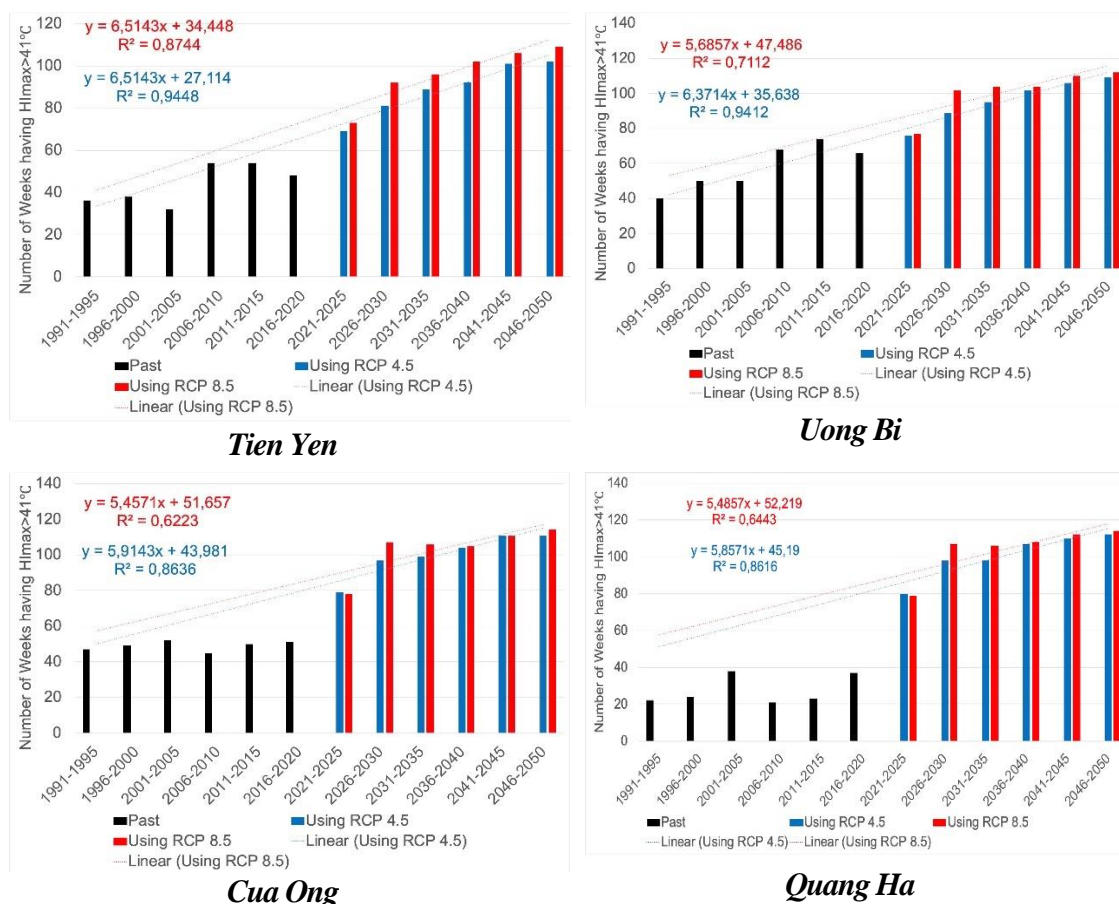 Number of Weeks having HImax>41°C
120
100
80
60
40
20
0
y = 6,5143x + 34,448
R² = 0,8744
y = 6,5143x + 27,114
R² = 0,9448
1991-1995
1996-2000
2001-2005
2006-2010
2011-2015
2016-2020
2021-2025
2026-2030
2031-2035
2036-2040
2041-2045
2046-2050
Past
Using RCP 4.5
Using RCP 8.5
Linear (Using RCP 4.5)
Linear (Using RCP 8.5)
Tien Yen
Number of Weeks having HImax>41°C
140
120
100
80
60
40
20
0
y = 5,6857x + 47,486
R² = 0,7112
y = 6,3714x + 35,638
R² = 0,9412
1991-1995
1996-2000
2001-2005
2006-2010
2011-2015
2016-2020
2021-2025
2026-2030
2031-2035
2036-2040
2041-2045
2046-2050
Past
Using RCP 4.5
Using RCP 8.5
Linear (Using RCP 4.5)
Linear (Using RCP 8.5)
Uong Bi
Number of Weeks having HImax>41°C
140
120
100
80
60
40
20
0
y = 5,4571x + 51,657
R² = 0,6223
y = 5,9143x + 43,981
R² = 0,8636
1991-1995
1996-2000
2001-2005
2006-2010
2011-2015
2016-2020
2021-2025
2026-2030
2031-2035
2036-2040
2041-2045
2046-2050
Past
Using RCP 4.5
Using RCP 8.5
Linear (Using RCP 4.5)
Linear (Using RCP 8.5)
Cua Ong
Number of Weeks having HImax>41°C
140
120
100
80
60
40
20
0
y = 5,4857x + 52,219
R² = 0,6443
y = 5,8571x + 45,19
R² = 0,8616
1991-1995
1996-2000
2001-2005
2006-2010
2011-2015
2016-2020
2021-2025
2026-2030
2031-2035
2036-2040
2041-2045
2046-2050
Past
Using RCP 4.5
Using RCP 8.5
Linear (Using RCP 4.5)
Linear (Using RCP 8.5)
Quang Ha